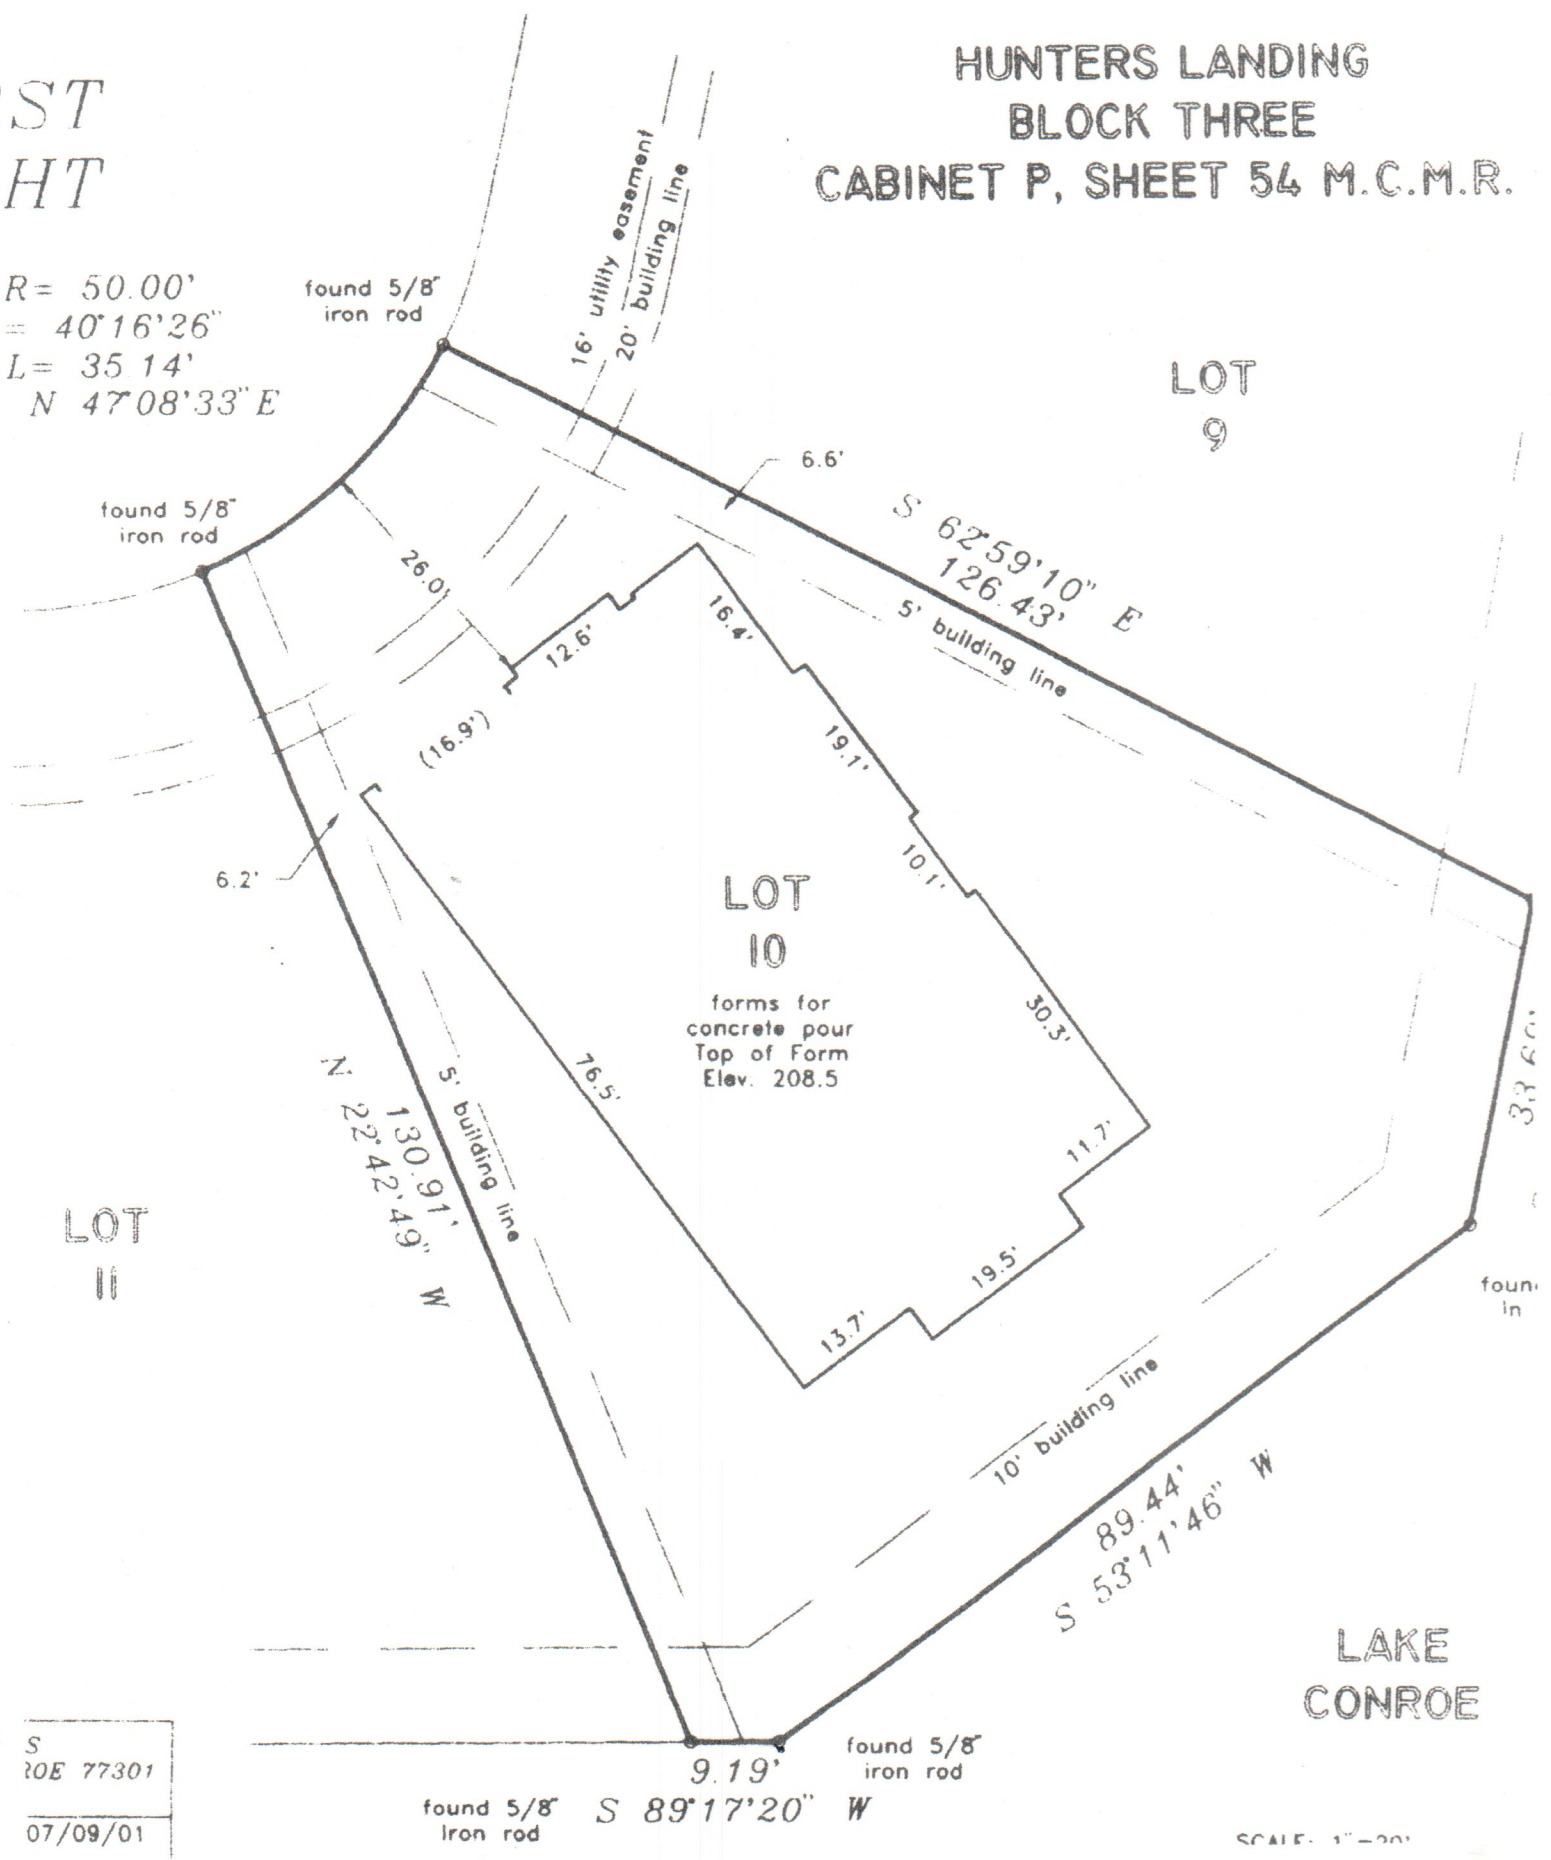 HUNTERS LANDING
BLOCK THREE
CABINET P, SHEET 54 M.C.M.R.
ST
HT
R= 50.00'
= 40°16'26"
L= 35.14'
N 47°08'33" E
found 5/8"
iron rod
16' utility easement
20' building line
LOT
9
6.6'
found 5/8"
iron rod
S 62°59'10" E
126.43'
26.0'
12.6'
16.4'
5' building line
(16.9')
19.1'
6.2'
10.1'
LOT
10
forms for
concrete pour
Top of Form
Elev. 208.5
30.3'
76.5'
5' building line
130.91'
N 22°42'49" W
11.7'
LOT
11
19.5'
13.7'
10' building line
89.44'
S 53°11'46" W
LAKE
CONROE
9.19'
S 89°17'20" W
found 5/8"
iron rod
found 5/8"
iron rod
S
ROE 77301
07/09/01
SCALE: 1"=20'